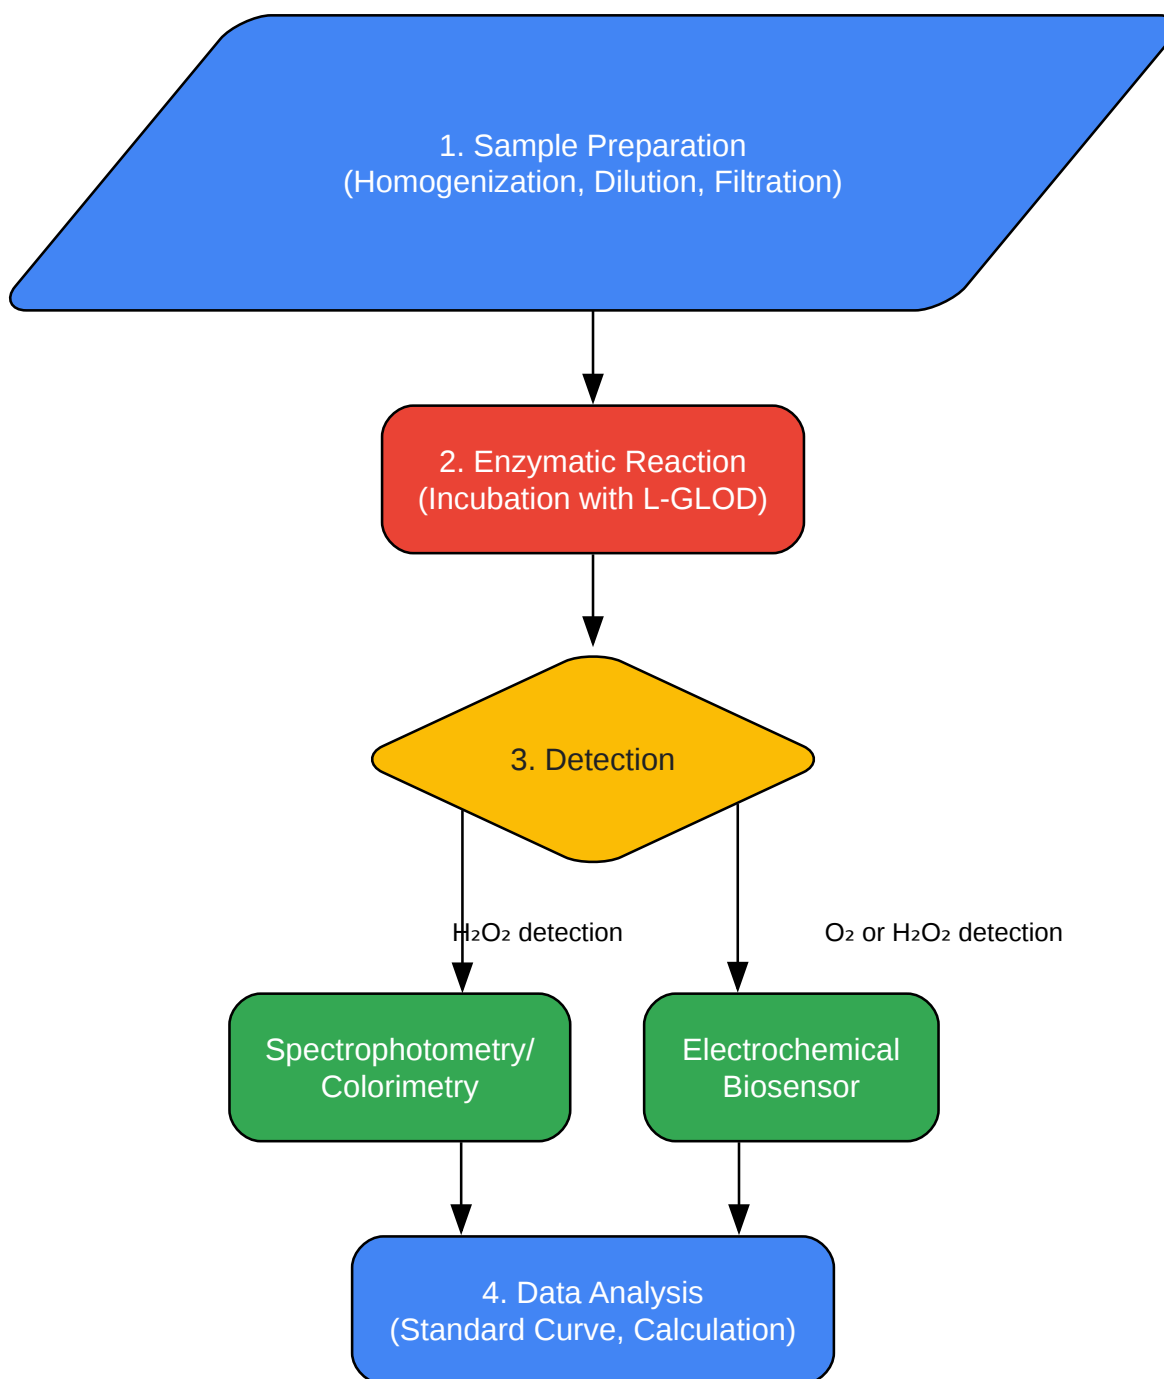 1. Sample Preparation
(Homogenization, Dilution, Filtration)
2. Enzymatic Reaction
(Incubation with L-GLOD)
3. Detection
H₂O₂ detection
O₂ or H₂O₂ detection
Spectrophotometry/
Colorimetry
Electrochemical
Biosensor
4. Data Analysis
(Standard Curve, Calculation)